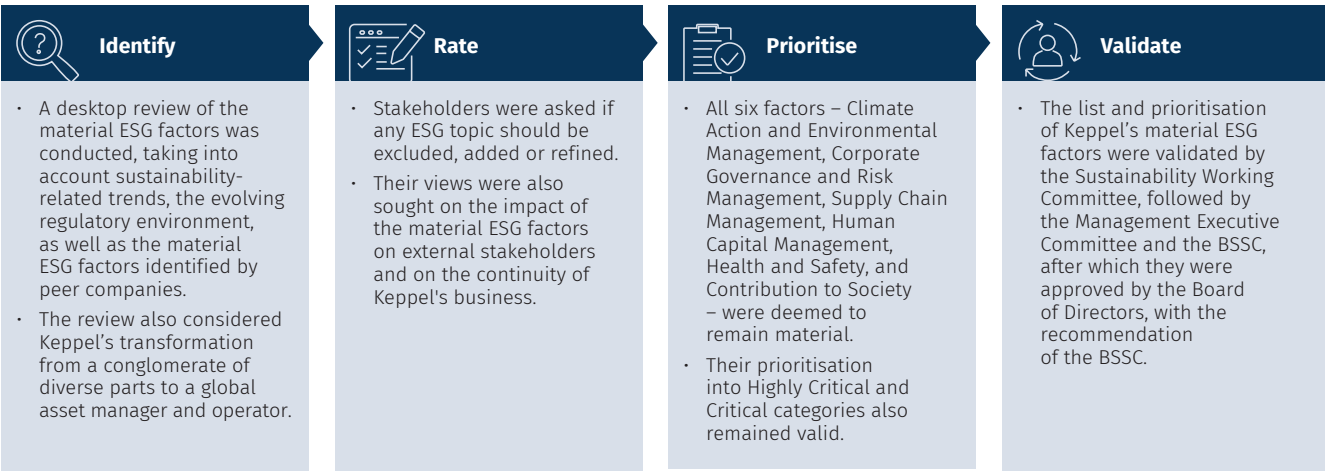 Identify
• A desktop review of the
material ESG factors was
conducted, taking into
account sustainability-
related trends, the evolving
regulatory environment,
as well as the material
ESG factors identified by
peer companies.
• The review also considered
Keppel’s transformation
from a conglomerate of
diverse parts to a global
asset manager and operator.
Rate
• Stakeholders were asked if
any ESG topic should be
excluded, added or refined.
• Their views were also
sought on the impact of
the material ESG factors
on external stakeholders
and on the continuity of
Keppel's business.
Prioritise
• All six factors – Climate
Action and Environmental
Management, Corporate
Governance and Risk
Management, Supply Chain
Management, Human
Capital Management,
Health and Safety, and
Contribution to Society
– were deemed to
remain material.
• Their prioritisation
into Highly Critical and
Critical categories also
remained valid.
Validate
• The list and prioritisation
of Keppel’s material ESG
factors were validated by
the Sustainability Working
Committee, followed by
the Management Executive
Committee and the BSSC,
after which they were
approved by the Board
of Directors, with the
recommendation
of the BSSC.